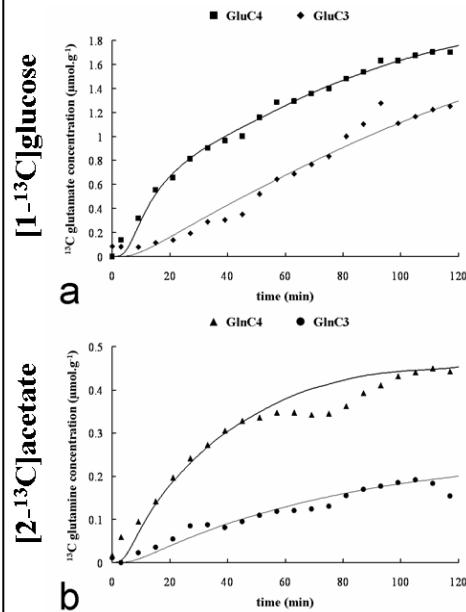 ■ GluC4 ◆ GluC3
[1-¹³C]glucose
¹³C glutamate concentration (µmol.g⁻¹)
1.8
1.6
1.4
1.2
1
0.8
0.6
0.4
0.2
0
0 20 40 60 80 100 120
time (min)
a
▲ GlnC4 ● GlnC3
[2-¹³C]acetate
¹³C glutamine concentration (µmol.g⁻¹)
0.5
0.4
0.3
0.2
0.1
0
0 20 40 60 80 100 120
time (min)
b